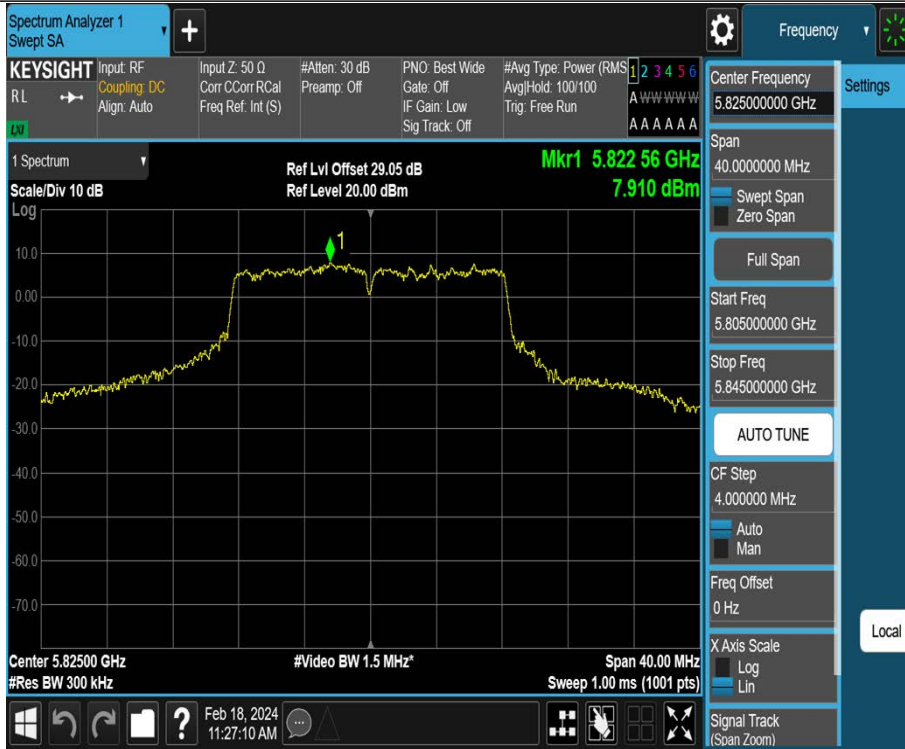 Spectrum Analyzer 1
Swept SA
+
Frequency
KEYSIGHT
RL
LXI
Input: RF
Coupling: DC
Align: Auto
Input Z: 50 Ω
Corr CCorr RCal
Freq Ref: Int (S)
#Atten: 30 dB
Preamp: Off
PNO: Best Wide
Gate: Off
IF Gain: Low
Sig Track: Off
#Avg Type: Power (RMS
Avg|Hold: 100/100
Trig: Free Run
1 2 3 4 5 6
A W W W W W
A A A A A A
1 Spectrum
Ref Lvl Offset 29.05 dB
Mkr1 5.822 56 GHz
Scale/Div 10 dB
Ref Level 20.00 dBm
7.910 dBm
Log
10.0
0.00
-10.0
-20.0
-30.0
-40.0
-50.0
-60.0
-70.0
1
Center 5.82500 GHz
#Video BW 1.5 MHz*
Span 40.00 MHz
#Res BW 300 kHz
Sweep 1.00 ms (1001 pts)
?
Feb 18, 2024
11:27:10 AM
Center Frequency
5.825000000 GHz
Span
40.0000000 MHz
Swept Span
Zero Span
Full Span
Start Freq
5.805000000 GHz
Stop Freq
5.845000000 GHz
AUTO TUNE
CF Step
4.000000 MHz
Auto
Man
Freq Offset
0 Hz
X Axis Scale
Log
Lin
Signal Track
(Span Zoom)
Settings
Local